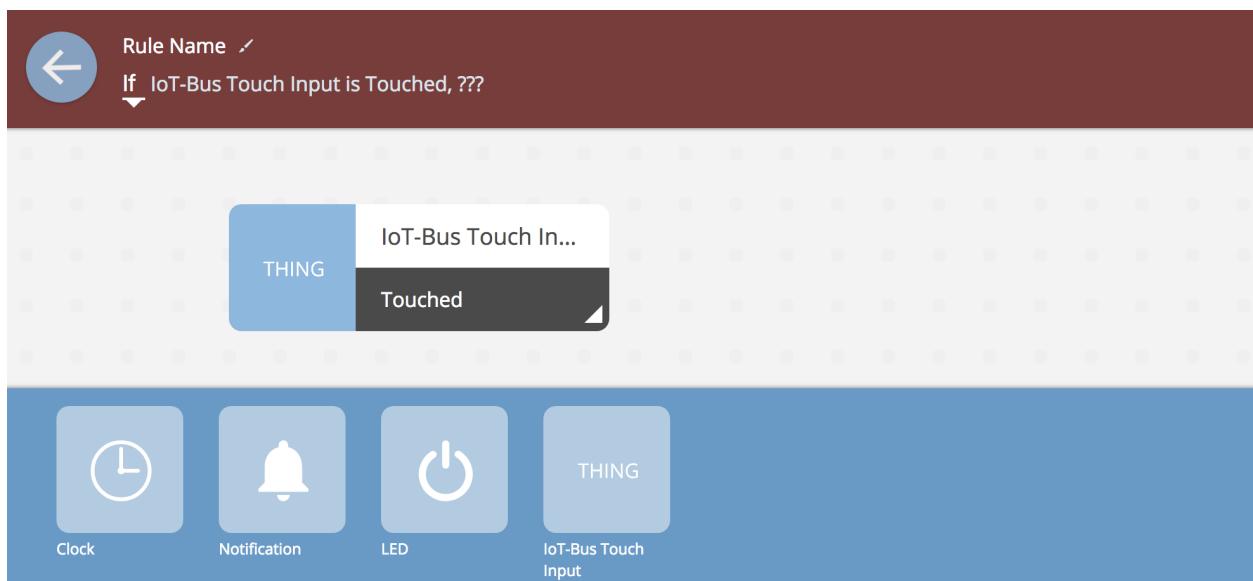 Rule Name
If IoT-Bus Touch Input is Touched, ???
THING
IoT-Bus Touch In...
Touched
Clock
Notification
LED
THING
IoT-Bus Touch
Input